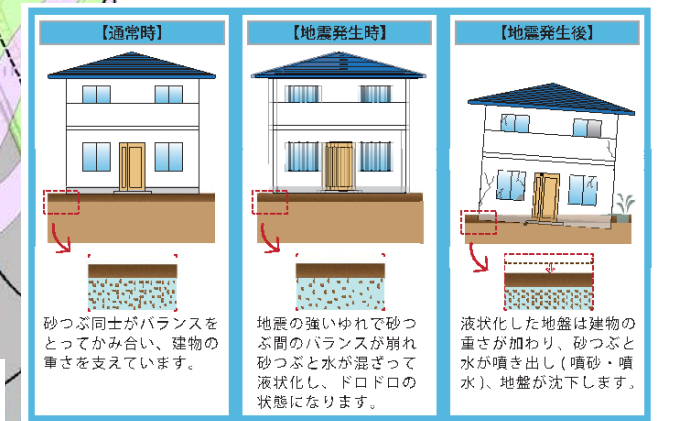 【通常時】
砂つぶ同士がバランスを
とってかみ合い、建物の
重さを支えています。
【地震発生時】
地震の強いゆれで砂つ
ぶ間のバランスが崩れ
砂つぶと水が混ざって
液状化し、ドロドロの
状態になります。
【地震発生後】
液状化した地盤は建物の
重さが加わり、砂つぶと
水が噴き出し(噴砂・噴
水)、地盤が沈下します。